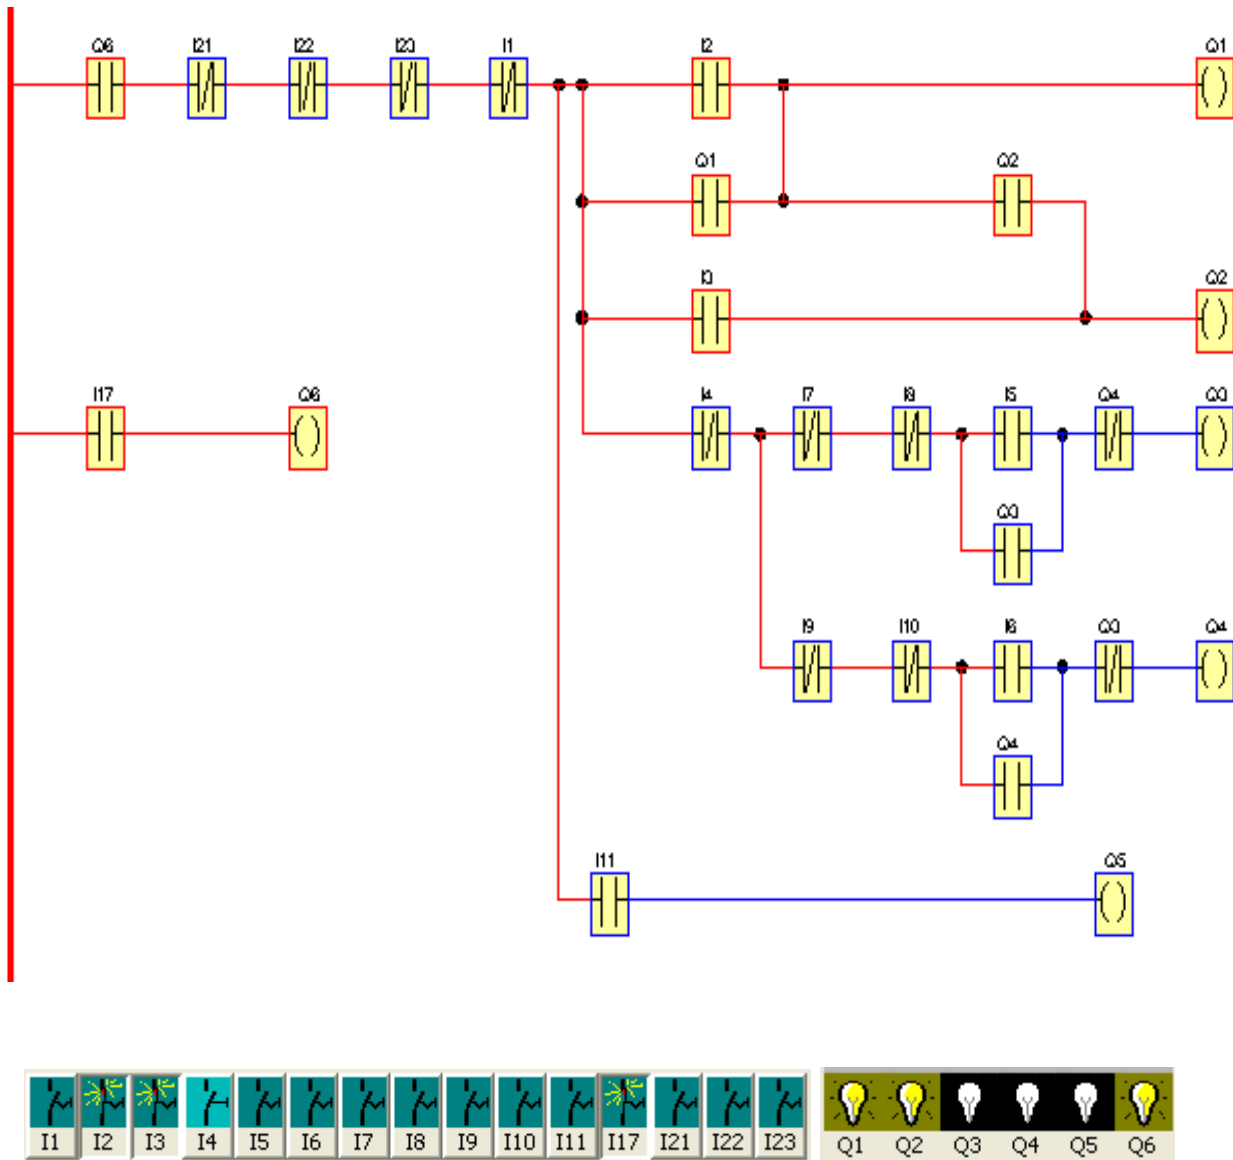 Q6 I21 I22 I23 I1 I2 Q1
Q1 Q2
I3 Q2
I17 Q6 I4 I7 I8 I5 Q4 Q3
Q3
I9 I10 I6 Q3 Q4
Q4
I11 Q5
I1 I2 I3 I4 I5 I6 I7 I8 I9 I10 I11 I17 I21 I22 I23 Q1 Q2 Q3 Q4 Q5 Q6